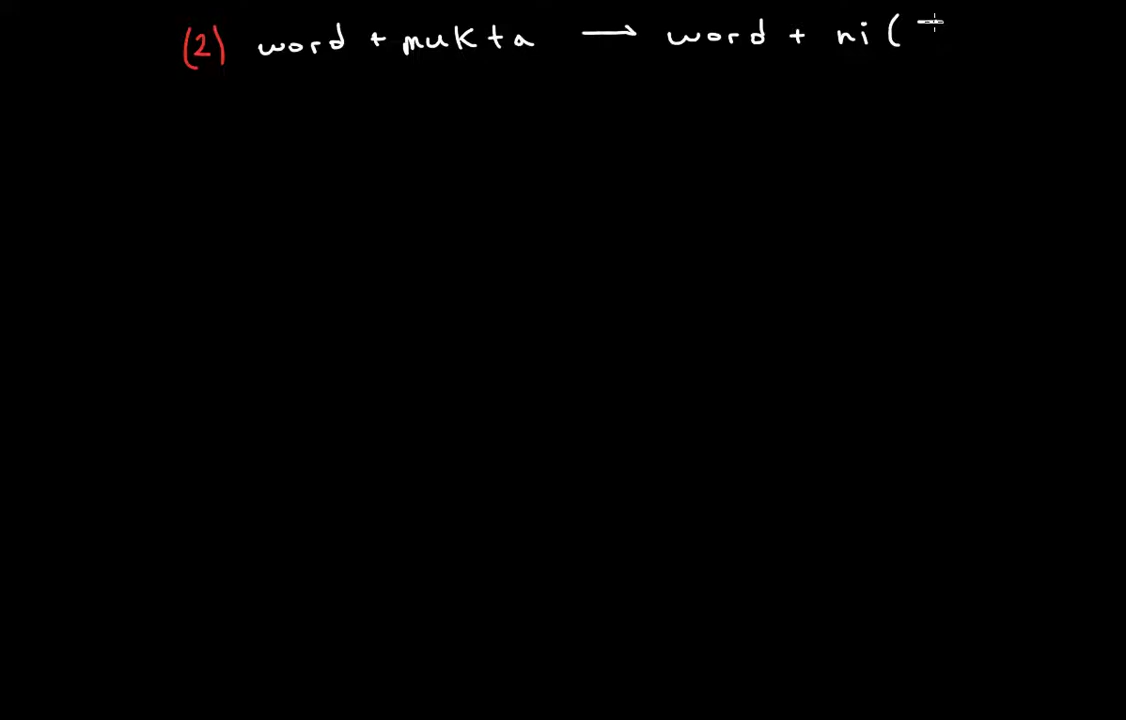 (2) word + mukta → word + ni (